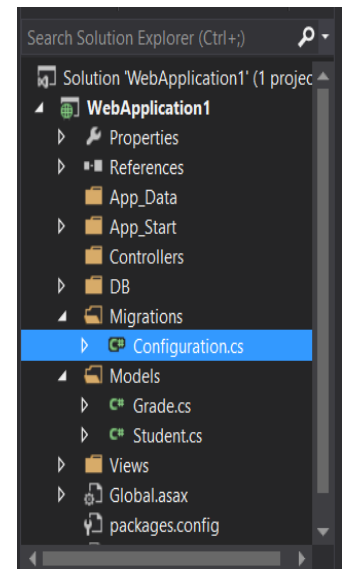 Search Solution Explorer (Ctrl+;)
Solution 'WebApplication1' (1 projec
WebApplication1
Properties
References
App_Data
App_Start
Controllers
DB
Migrations
Configuration.cs
Models
Grade.cs
Student.cs
Views
Global.asax
packages.config